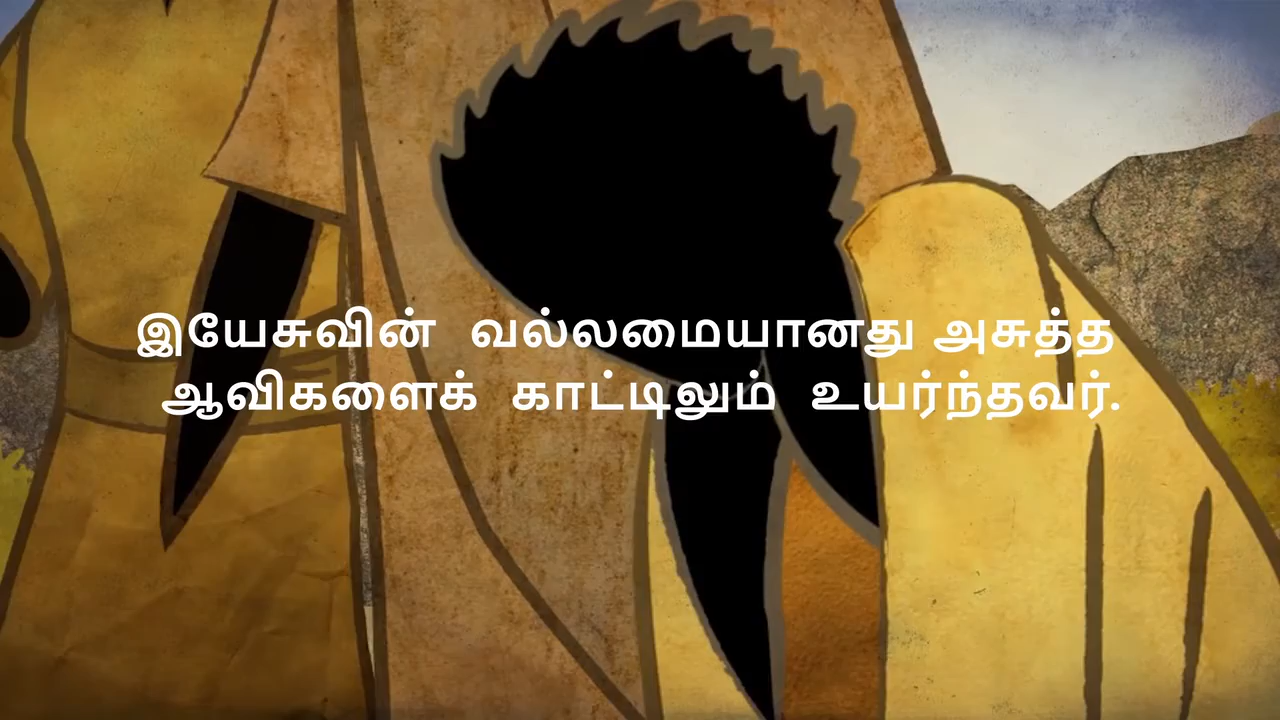 இயேசுவின் வல்லமையானது அசுத்த
ஆவிகளைக் காட்டிலும் உயர்ந்தவர்.